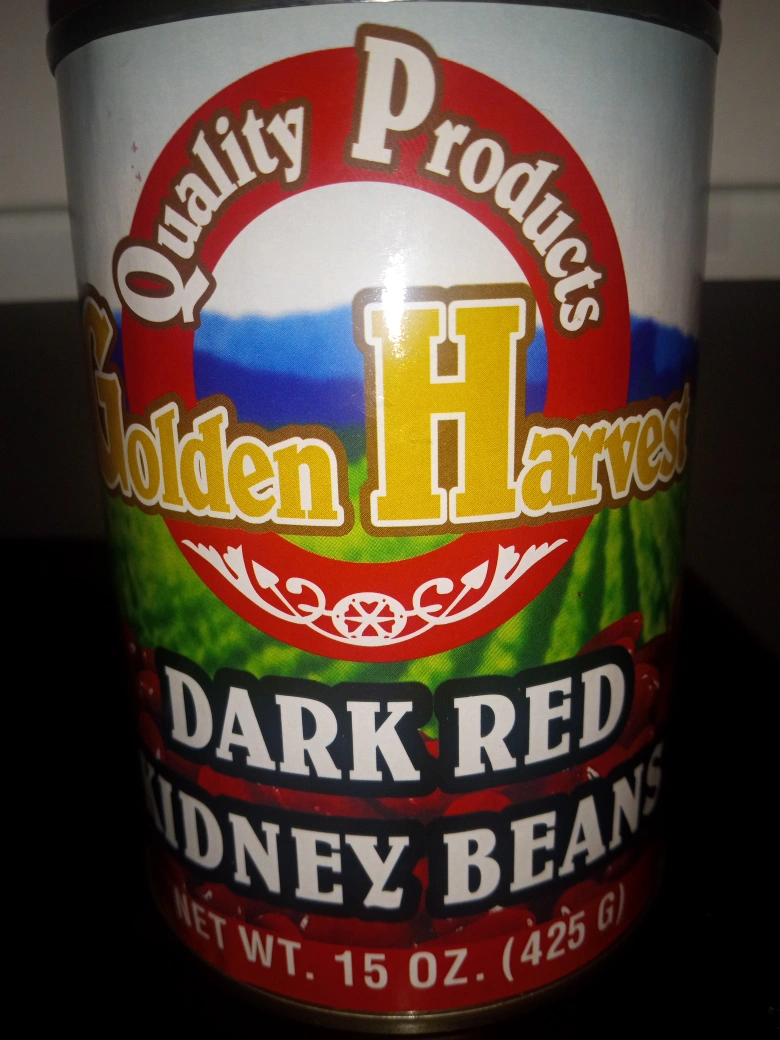 Quality Products
Golden Harvest
DARK RED
KIDNEY BEANS
NET WT. 15 OZ. (425 G)